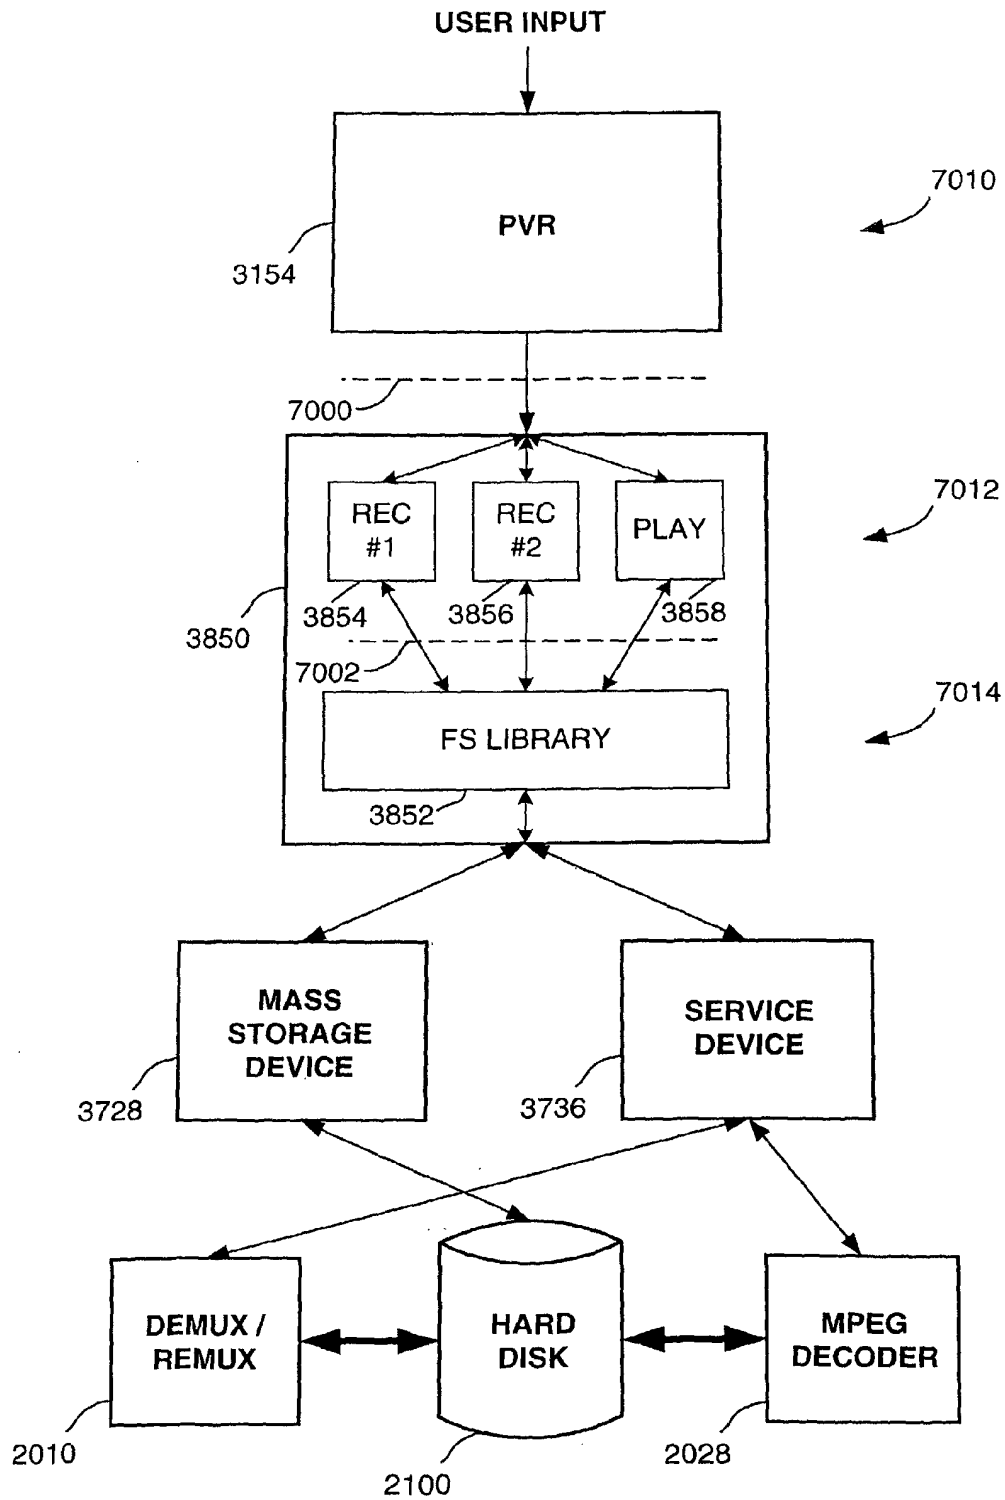 USER INPUT
PVR
7010
3154
7000
REC
#1
REC
#2
PLAY
7012
3854
3856
3858
3850
7002
7014
FS LIBRARY
3852
MASS
STORAGE
DEVICE
SERVICE
DEVICE
3728
3736
DEMUX /
REMUX
HARD
DISK
MPEG
DECODER
2010
2100
2028